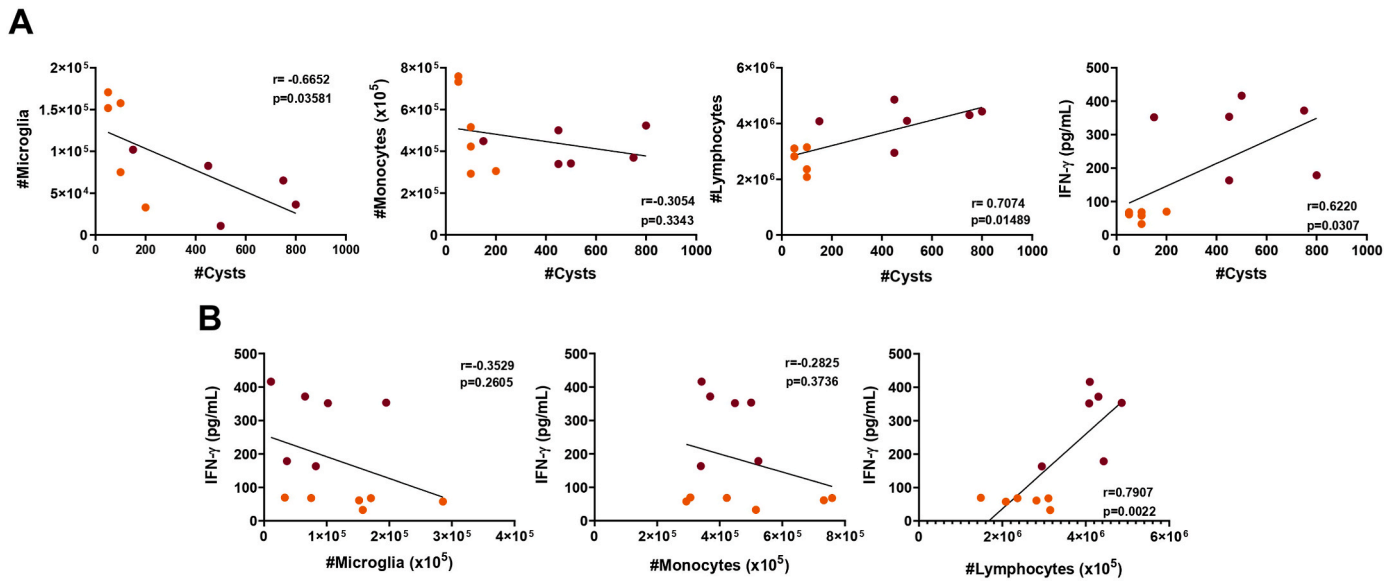 A
#Microglia
2×10⁵
1.5×10⁵
1×10⁵
5×10⁴
0
0 200 400 600 800 1000
#Cysts
r= -0.6652
p=0.03581
#Monocytes (x10⁵)
8×10⁵
6×10⁵
4×10⁵
2×10⁵
0
0 200 400 600 800 1000
#Cysts
r=-0.3054
p=0.3343
#Lymphocytes
6×10⁶
4×10⁶
2×10⁶
0
0 200 400 600 800 1000
#Cysts
r= 0.7074
p=0.01489
IFN-γ (pg/mL)
500
400
300
200
100
0
0 200 400 600 800 1000
#Cysts
r=0.6220
p=0.0307
B
IFN-γ (pg/mL)
500
400
300
200
100
0
0 1×10⁵ 2×10⁵ 3×10⁵ 4×10⁵
#Microglia (x10⁵)
r=-0.3529
p=0.2605
IFN-γ (pg/mL)
500
400
300
200
100
0
0 2×10⁵ 4×10⁵ 6×10⁵ 8×10⁵
#Monocytes (x10⁵)
r=-0.2825
p=0.3736
IFN-γ (pg/mL)
500
400
300
200
100
0
0 2×10⁶ 4×10⁶ 6×10⁶
#Lymphocytes (x10⁵)
r=0.7907
p=0.0022